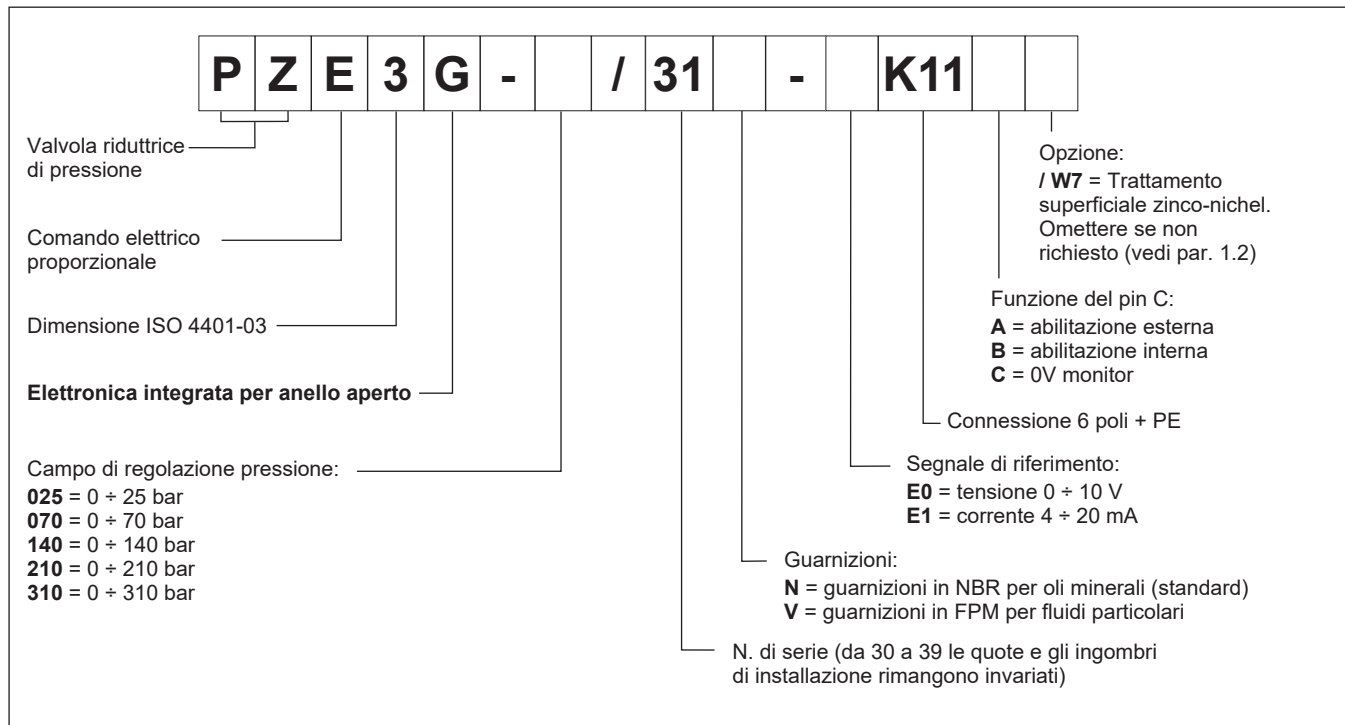 P Z E 3 G - / 31 - K11
Valvola riduttrice
di pressione
Comando elettrico
proporzionale
Dimensione ISO 4401-03
Elettronica integrata per anello aperto
Campo di regolazione pressione:
025 = 0 ÷ 25 bar
070 = 0 ÷ 70 bar
140 = 0 ÷ 140 bar
210 = 0 ÷ 210 bar
310 = 0 ÷ 310 bar
Opzione:
/ W7 = Trattamento
superficiale zinco-nichel.
Omettere se non
richiesto (vedi par. 1.2)
Funzione del pin C:
A = abilitazione esterna
B = abilitazione interna
C = 0V monitor
Connessione 6 poli + PE
Segnale di riferimento:
E0 = tensione 0 ÷ 10 V
E1 = corrente 4 ÷ 20 mA
Guarnizioni:
N = guarnizioni in NBR per oli minerali (standard)
V = guarnizioni in FPM per fluidi particolari
N. di serie (da 30 a 39 le quote e gli ingombri
di installazione rimangono invariati)